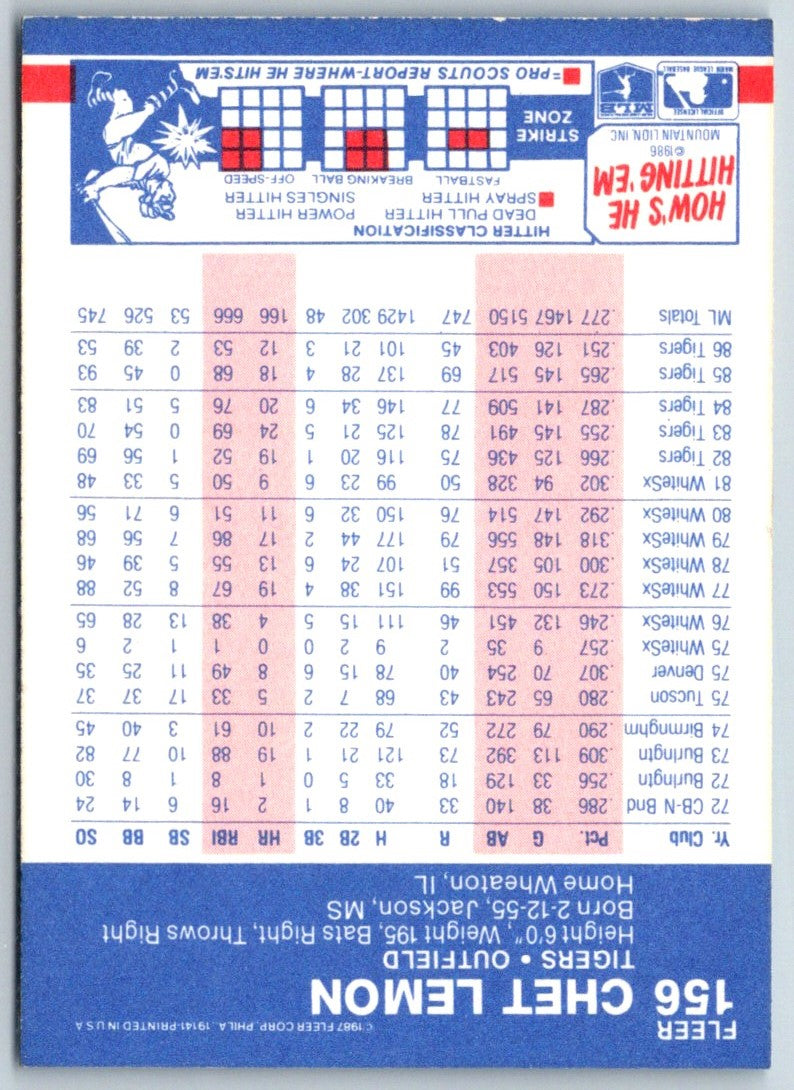 FLEER
©1987 FLEER CORP. PHILA. 19141-PRINTED IN U S A
156 CHET LEMON
TIGERS • OUTFIELD
Height 6'0", Weight 195, Bats Right, Throws Right
Born 2-12-55, Jackson, MS
Home Wheaton, IL
Yr. Club Pct. G AB R H 2B 3B HR RBI SB BB SO
72 CB-N Bnd .286 38 140 33 40 8 1 2 16 6 14 24
72 Burlngtn .256 33 129 18 33 5 0 1 8 1 8 30
73 Burlngtn .309 113 392 73 121 21 1 19 88 10 77 82
74 Birmnghm .290 79 272 52 79 22 2 10 61 3 40 45
75 Tucson .280 65 243 43 68 7 2 5 33 17 37 37
75 Denver .307 70 254 40 78 15 6 8 49 11 25 35
75 WhiteSx .257 9 35 2 9 2 0 0 1 1 2 6
76 WhiteSx .246 132 451 46 111 15 5 4 38 13 28 65
77 WhiteSx .273 150 553 99 151 38 4 19 67 8 52 88
78 WhiteSx .300 105 357 51 107 24 6 13 55 5 39 46
79 WhiteSx .318 148 556 79 177 44 2 17 86 7 56 68
80 WhiteSx .292 147 514 76 150 32 6 11 51 6 71 56
81 WhiteSx .302 94 328 50 99 23 6 9 50 5 33 48
82 Tigers .266 125 436 75 116 20 1 19 52 1 56 69
83 Tigers .255 145 491 78 125 21 5 24 69 0 54 70
84 Tigers .287 141 509 77 146 34 6 20 76 5 51 83
85 Tigers .265 145 517 69 137 28 4 18 68 0 45 93
86 Tigers .251 126 403 45 101 21 3 12 53 2 39 53
ML Totals .277 1467 5150 747 1429 302 48 166 666 53 526 745
HOW'S HE
HITTING 'EM
©1986
MOUNTAIN LION, INC
OFFICIAL LICENSEE
MAJOR LEAGUE BASEBALL
MLB
HITTER CLASSIFICATION
DEAD PULL HITTER POWER HITTER
SPRAY HITTER SINGLES HITTER
FASTBALL BREAKING BALL OFF-SPEED
STRIKE
ZONE
=PRO SCOUTS REPORT-WHERE HE HITS'EM